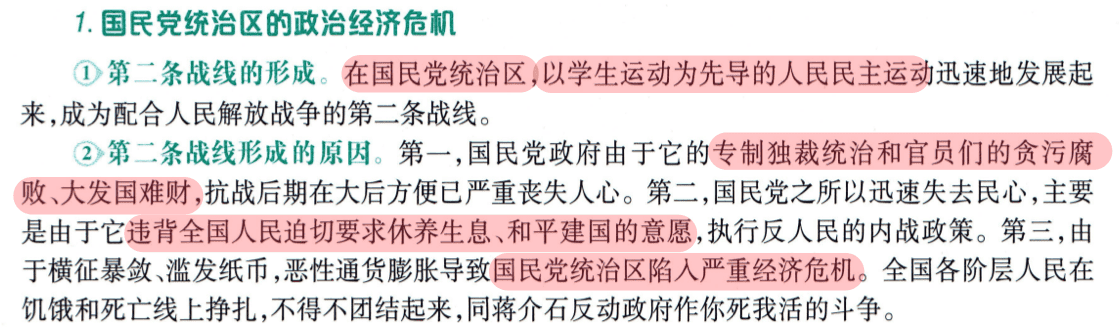 1. 国民党统治区的政治经济危机
①第二条战线的形成。在国民党统治区,以学生运动为先导的人民民主运动迅速地发展起
来,成为配合人民解放战争的第二条战线。
②第二条战线形成的原因。第一,国民党政府由于它的专制独裁统治和官员们的贪污腐
败、大发国难财,抗战后期在大后方便已严重丧失人心。第二,国民党之所以迅速失去民心,主要
是由于它违背全国人民迫切要求休养生息、和平建国的意愿,执行反人民的内战政策。第三,由
于横征暴敛、滥发纸币,恶性通货膨胀导致国民党统治区陷入严重经济危机。全国各阶层人民在
饥饿和死亡线上挣扎,不得不团结起来,同蒋介石反动政府作你死我活的斗争。